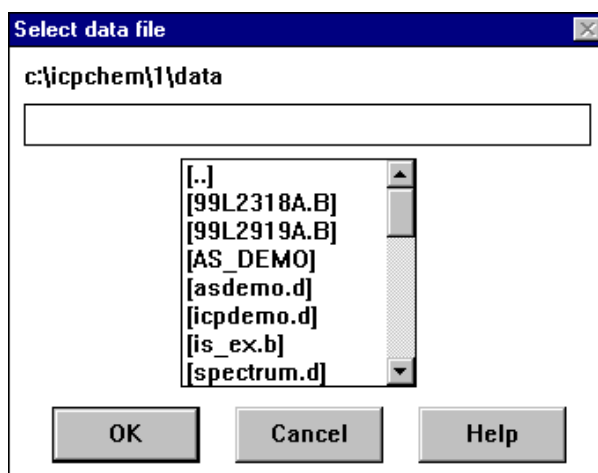 Select data file
c:\icpchem\1\data
[..]
[99L2318A.B]
[99L2919A.B]
[AS_DEMO]
[asdemo.d]
[icpdemo.d]
[is_ex.b]
[spectrum.d]
OK Cancel Help